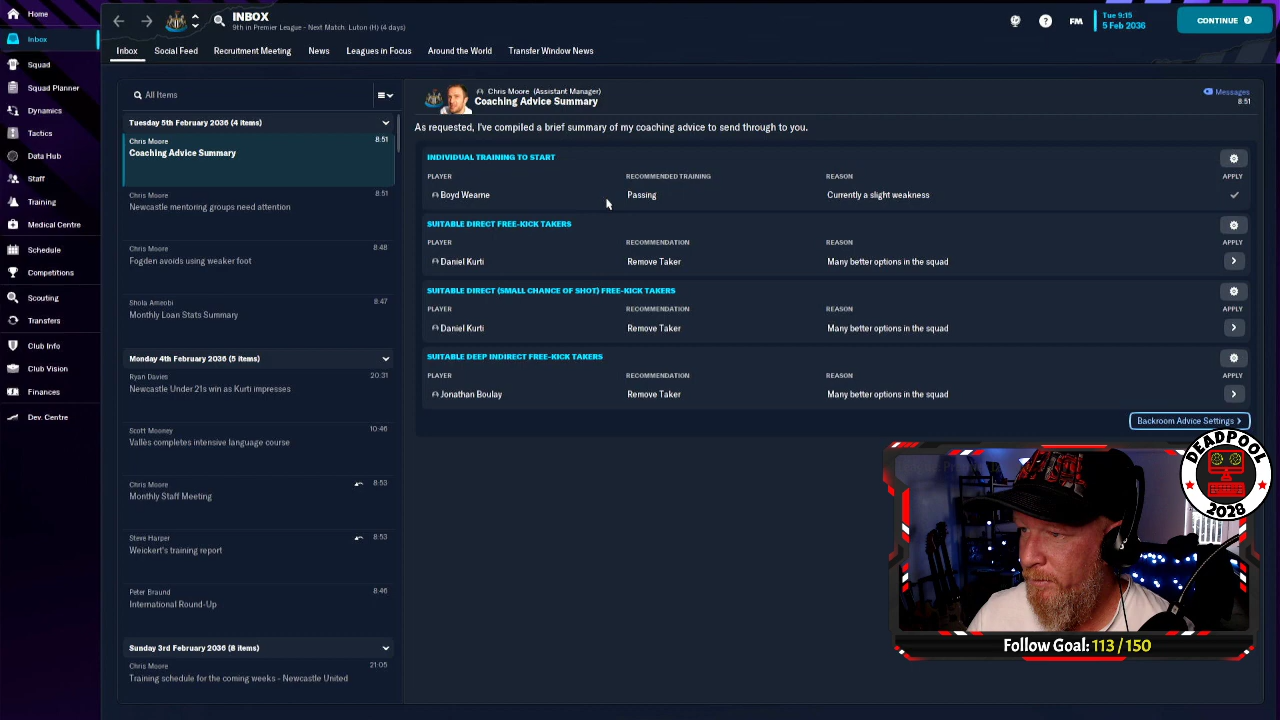 Home
Inbox
Squad
Squad Planner
Dynamics
Tactics
Data Hub
Staff
Training
Medical Centre
Schedule
Competitions
Scouting
Transfers
Club Info
Club Vision
Finances
Dev. Centre
INBOX
9th in Premier League - Next Match: Luton (H) (4 days)
FM
Tue 9:15
5 Feb 2036
CONTINUE
Inbox
Social Feed
Recruitment Meeting
News
Leagues in Focus
Around the World
Transfer Window News
All Items
Tuesday 5th February 2036 (4 items)
Chris Moore 8:51
Coaching Advice Summary
Chris Moore 8:51
Newcastle mentoring groups need attention
Chris Moore 8:48
Fogden avoids using weaker foot
Shola Ameobi 8:47
Monthly Loan Stats Summary
Monday 4th February 2036 (5 items)
Ryan Davies 20:31
Newcastle Under 21s win as Kurti impresses
Scott Mooney 10:46
Vallès completes intensive language course
Chris Moore 8:53
Monthly Staff Meeting
Steve Harper 8:53
Weickert's training report
Peter Braund 8:46
International Round-Up
Sunday 3rd February 2036 (8 items)
Chris Moore 21:05
Training schedule for the coming weeks - Newcastle United
Chris Moore (Assistant Manager)
Coaching Advice Summary
Messages
8:51
As requested, I've compiled a brief summary of my coaching advice to send through to you.
INDIVIDUAL TRAINING TO START
PLAYER RECOMMENDED TRAINING REASON APPLY
Boyd Wearne Passing Currently a slight weakness
SUITABLE DIRECT FREE-KICK TAKERS
PLAYER RECOMMENDATION REASON APPLY
Daniel Kurti Remove Taker Many better options in the squad
SUITABLE DIRECT (SMALL CHANCE OF SHOT) FREE-KICK TAKERS
PLAYER RECOMMENDATION REASON APPLY
Daniel Kurti Remove Taker Many better options in the squad
SUITABLE DEEP INDIRECT FREE-KICK TAKERS
PLAYER RECOMMENDATION REASON APPLY
Jonathan Boulay Remove Taker Many better options in the squad
Backroom Advice Settings
DEADPOOL
2028
Follow Goal: 113 / 150